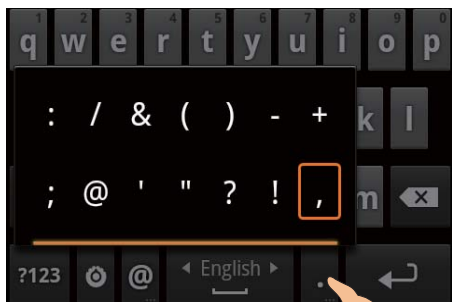 q 1 w 2 e 3 r 4 t 5 y 6 u 7 i 8 o 9 p 0
: / & ( ) - + k l
; @ ' " ? ! , m
?123 @ ... English . ...